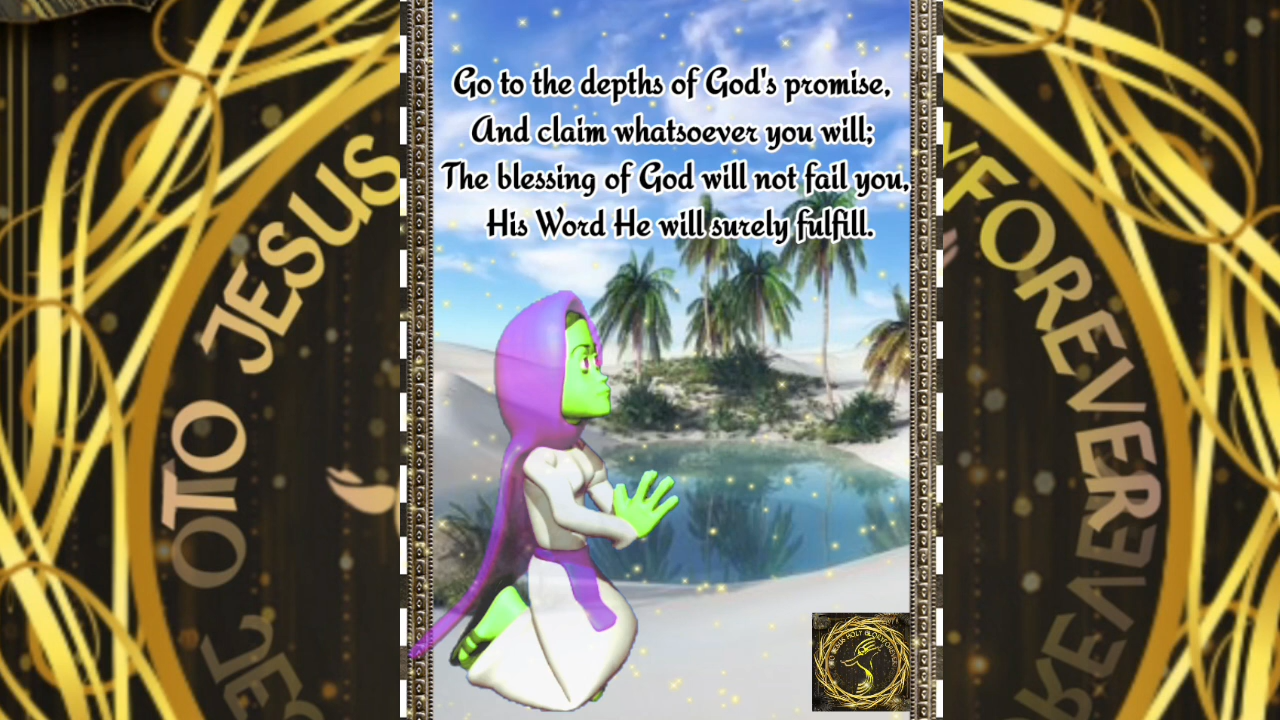 Go to the depths of God's promise,
And claim whatsoever you will;
The blessing of God will not fail you,
His Word He will surely fulfill.
OTTO JESUS
FOREVER